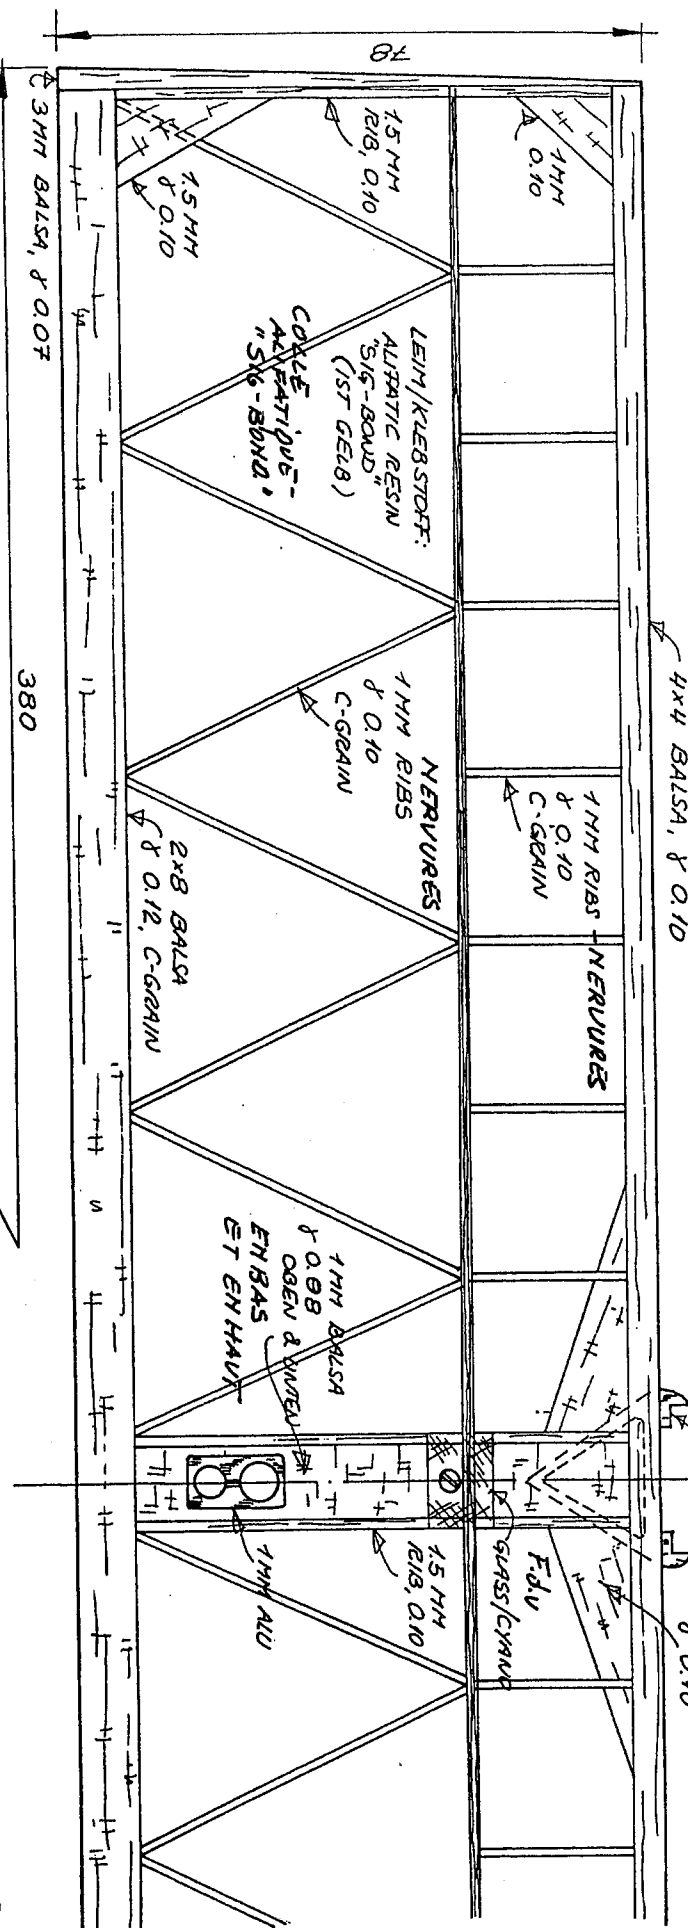 78
3MM BALSA, γ 0.07
1.5 MM
RIB, 0.10
1MM
0.10
1.5 MM
γ 0.10
LEIM/KLEBSTOFF:
ALIFATIC RESIN
"SIG-BOND"
(IST GELB)
COLLE
ALIFATIQUE-
"SIG-BOND"
380
4x4 BALSA, γ 0.10
1MM RIBS - NERVURES
γ 0.10
C-GRAIN
NERVURES
1MM RIBS
γ 0.10
C-GRAIN
2x8 BALSA
γ 0.12, C-GRAIN
1MM BALSA
γ 0.08
OBEN & UNTEN
EN BAS
ET EN HAUT
F.d.v
GLASS/CYANO
1.5 MM
RIB, 0.10
1MM ALU
γ 0.10